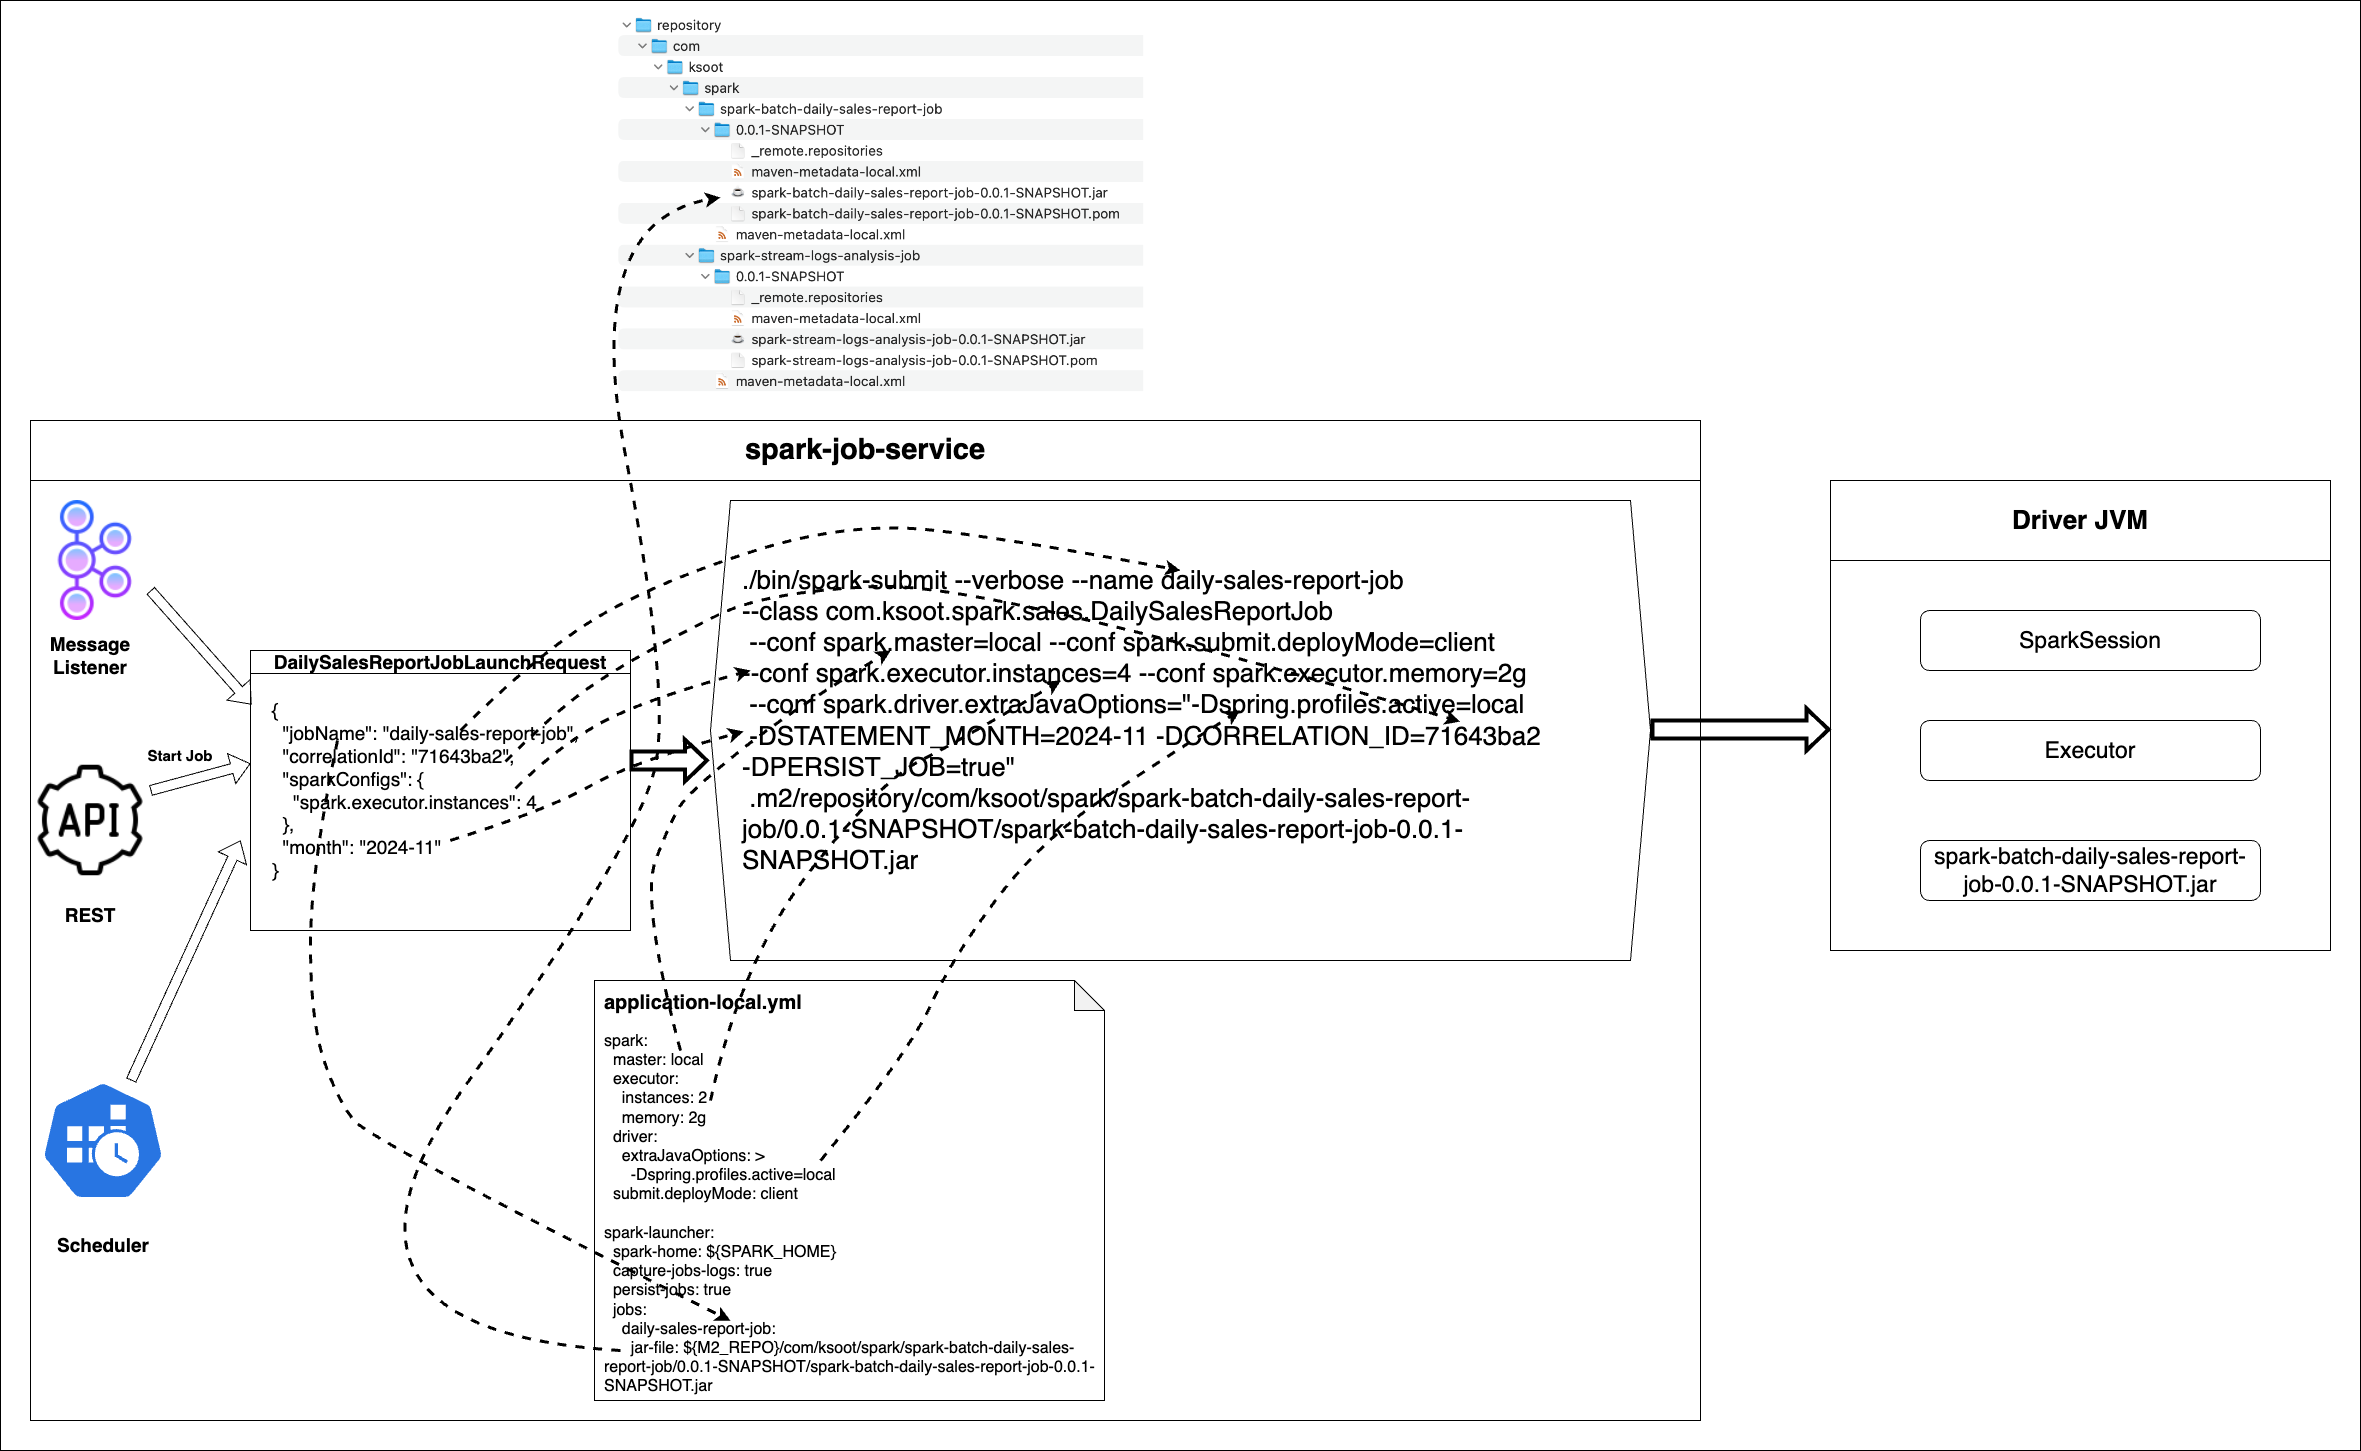 repository
com
ksoot
spark
spark-batch-daily-sales-report-job
0.0.1-SNAPSHOT
_remote.repositories
maven-metadata-local.xml
spark-batch-daily-sales-report-job-0.0.1-SNAPSHOT.jar
spark-batch-daily-sales-report-job-0.0.1-SNAPSHOT.pom
maven-metadata-local.xml
spark-stream-logs-analysis-job
0.0.1-SNAPSHOT
_remote.repositories
maven-metadata-local.xml
spark-stream-logs-analysis-job-0.0.1-SNAPSHOT.jar
spark-stream-logs-analysis-job-0.0.1-SNAPSHOT.pom
maven-metadata-local.xml
spark-job-service
Message
Listener
Start Job
API
REST
Scheduler
DailySalesReportJobLaunchRequest
{
"jobName": "daily-sales-report-job",
"correlationId": "71643ba2",
"sparkConfigs": {
"spark.executor.instances": 4
},
"month": "2024-11"
}
./bin/spark-submit --verbose --name daily-sales-report-job
--class com.ksoot.spark.sales.DailySalesReportJob
--conf spark.master=local --conf spark.submit.deployMode=client
--conf spark.executor.instances=4 --conf spark.executor.memory=2g
--conf spark.driver.extraJavaOptions="-Dspring.profiles.active=local
-DSTATEMENT_MONTH=2024-11 -DCORRELATION_ID=71643ba2
-DPERSIST_JOB=true"
.m2/repository/com/ksoot/spark/spark-batch-daily-sales-report-
job/0.0.1-SNAPSHOT/spark-batch-daily-sales-report-job-0.0.1-
SNAPSHOT.jar
application-local.yml
spark:
master: local
executor:
instances: 2
memory: 2g
driver:
extraJavaOptions: >
-Dspring.profiles.active=local
submit.deployMode: client
spark-launcher:
spark-home: ${SPARK_HOME}
capture-jobs-logs: true
persist-jobs: true
jobs:
daily-sales-report-job:
jar-file: ${M2_REPO}/com/ksoot/spark/spark-batch-daily-sales-
report-job/0.0.1-SNAPSHOT/spark-batch-daily-sales-report-job-0.0.1-
SNAPSHOT.jar
Driver JVM
SparkSession
Executor
spark-batch-daily-sales-report-
job-0.0.1-SNAPSHOT.jar